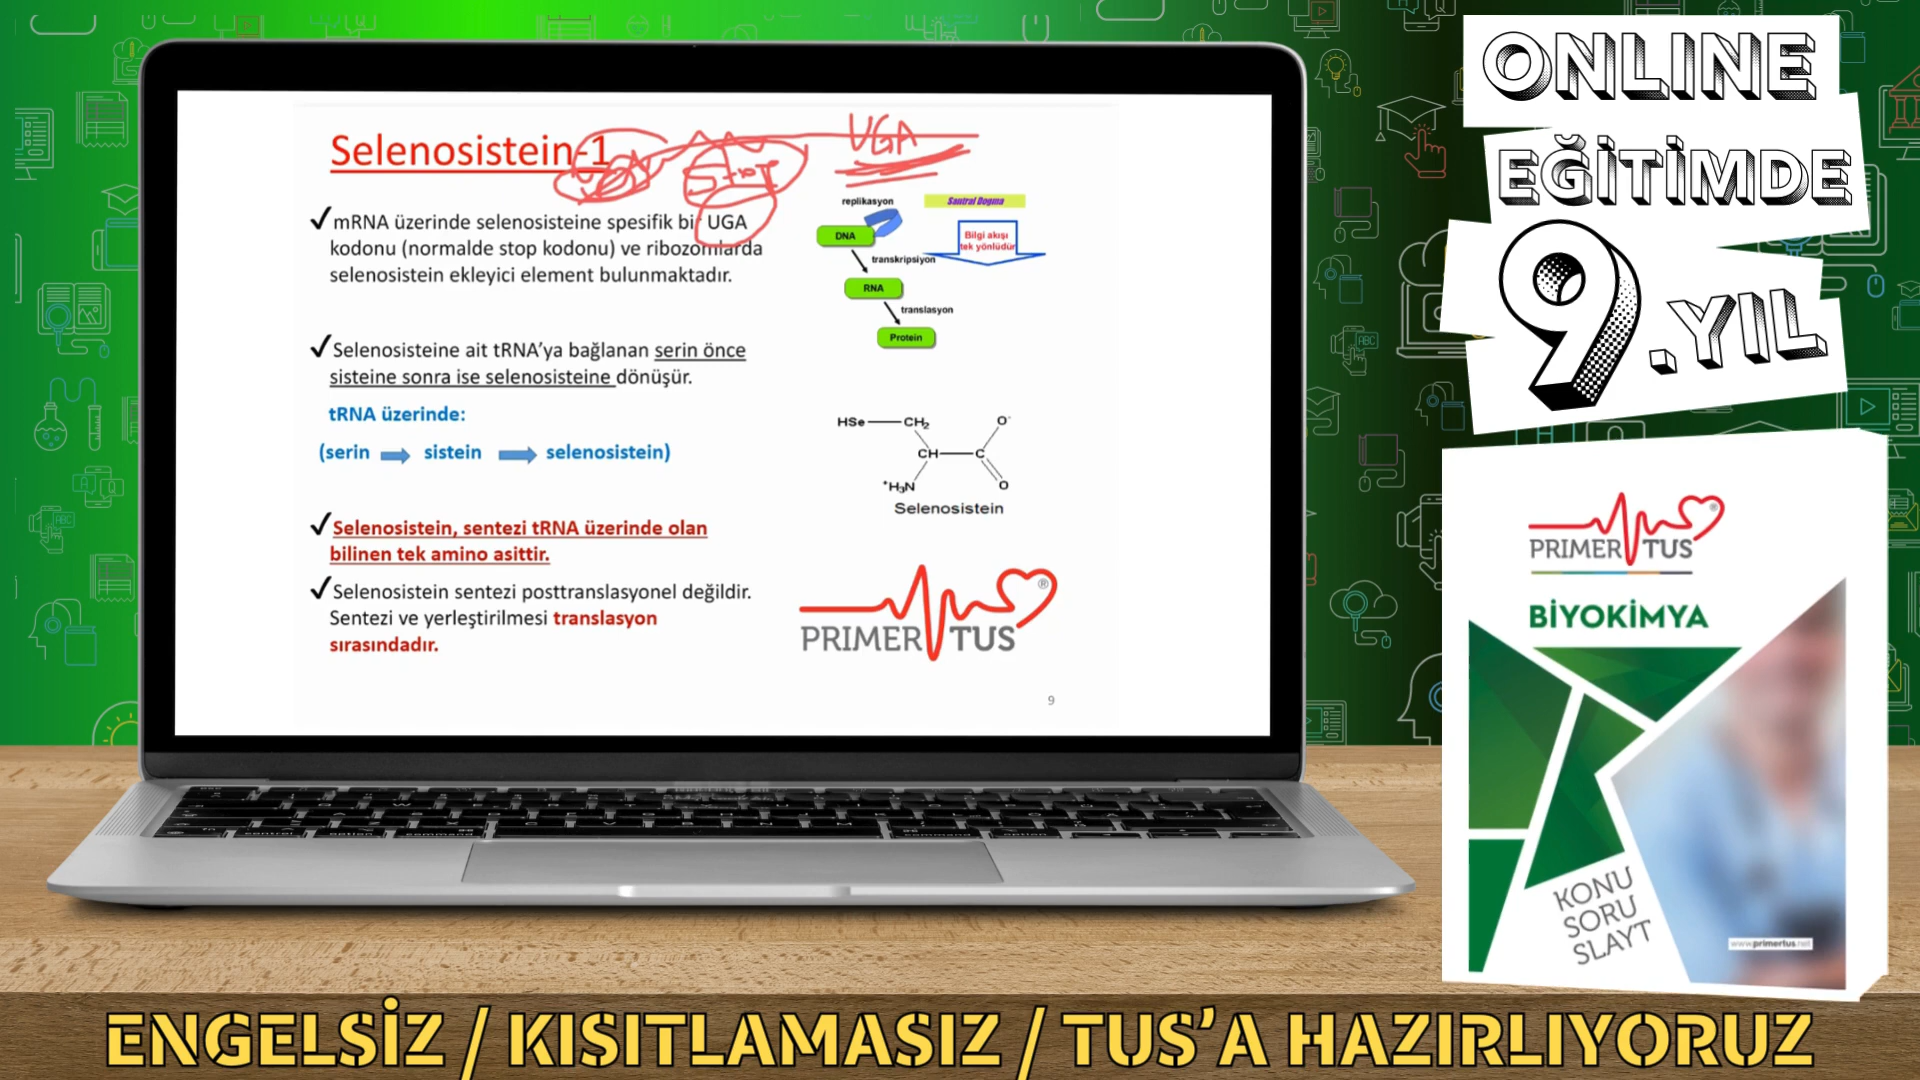 Selenosistein-1
Stop
UGA
mRNA üzerinde selenosisteine spesifik bir UGA
kodonu (normalde stop kodonu) ve ribozomlarda
selenosistein ekleyici element bulunmaktadır.
Selenosisteine ait tRNA’ya bağlanan serin önce
sisteine sonra ise selenosisteine dönüşür.
tRNA üzerinde:
(serin sistein selenosistein)
Selenosistein, sentezi tRNA üzerinde olan
bilinen tek amino asittir.
Selenosistein sentezi posttranslasyonel değildir.
Sentezi ve yerleştirilmesi translasyon
sırasındadır.
replikasyon
Santral Dogma
DNA
Bilgi akışı
tek yönlüdür
transkripsiyon
RNA
translasyon
Protein
HSe CH2 O-
CH C
+H3N O
Selenosistein
PRIMER TUS ®
9
ONLINE
EĞİTİMDE
9.YIL
PRIMER TUS ®
BİYOKİMYA
KONU
SORU
SLAYT
www.primertus.net
ENGELSİZ / KISITLAMASIZ / TUS’A HAZIRLIYORUZ